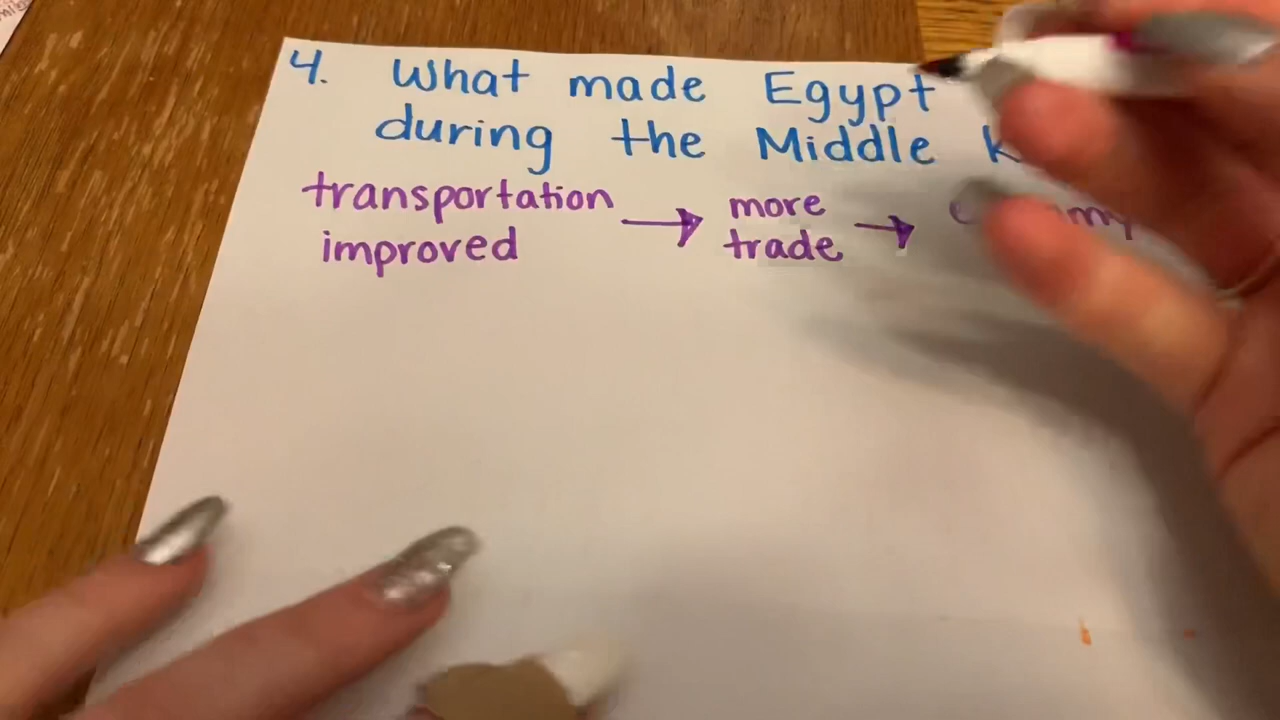 4. What made Egypt
during the Middle
transportation → more →
improved trade